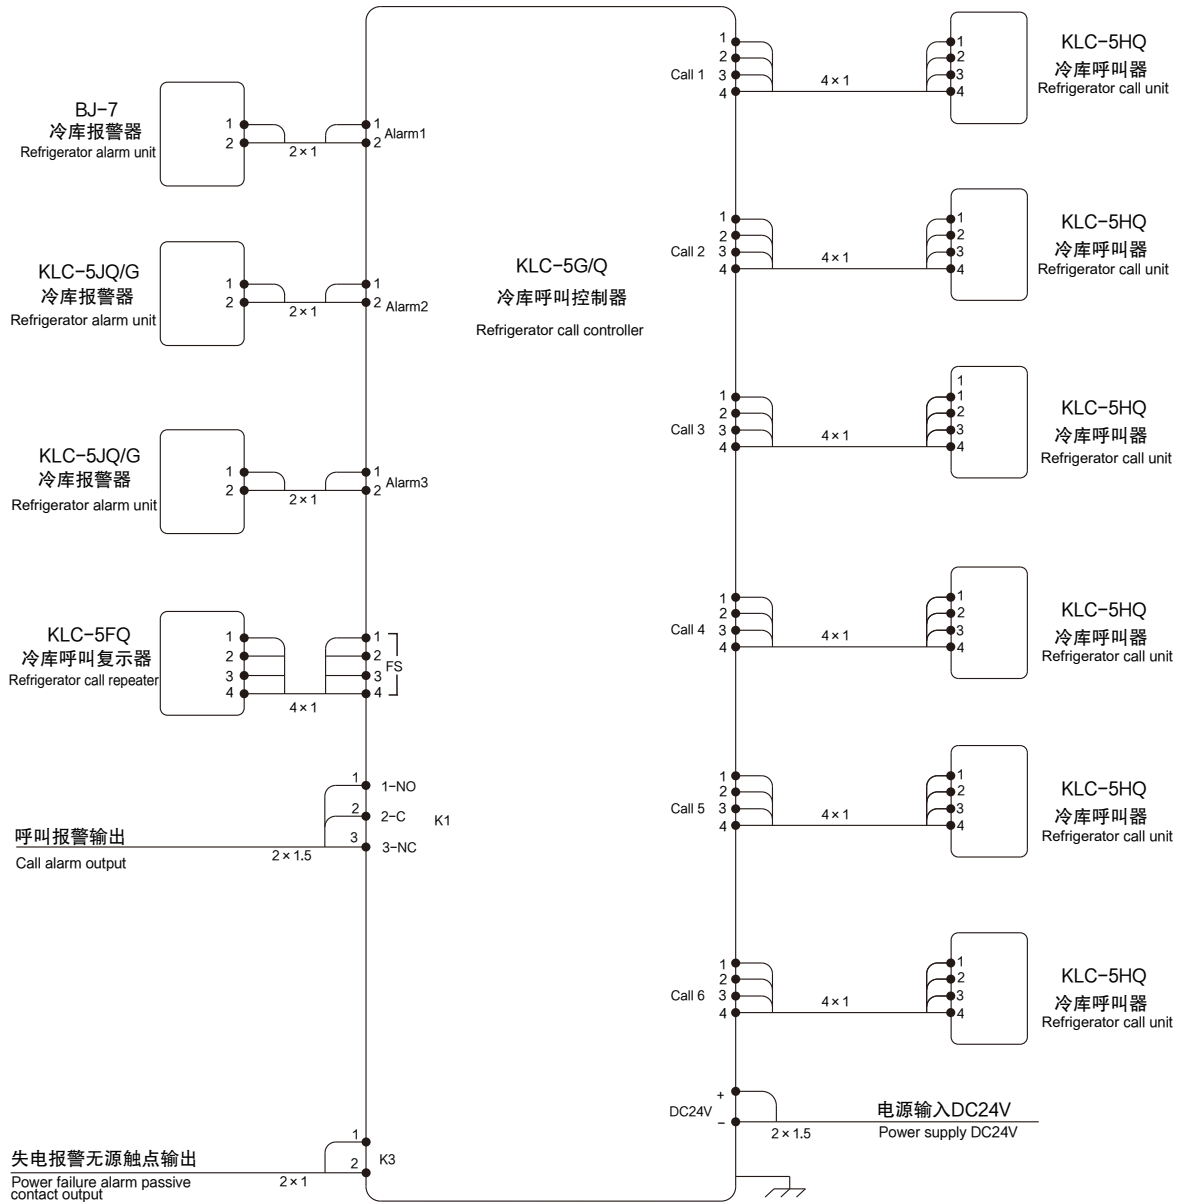 BJ-7
冷库报警器
Refrigerator alarm unit
1
2
2×1
1
2
Alarm1
KLC-5JQ/G
冷库报警器
Refrigerator alarm unit
1
2
2×1
1
2
Alarm2
KLC-5JQ/G
冷库报警器
Refrigerator alarm unit
1
2
2×1
1
2
Alarm3
KLC-5FQ
冷库呼叫复示器
Refrigerator call repeater
1
2
3
4
4×1
1
2
3
4
FS
呼叫报警输出
Call alarm output
2×1.5
1
2
3
1-NO
2-C
3-NC
K1
失电报警无源触点输出
Power failure alarm passive
contact output
2×1
1
2
K3
KLC-5G/Q
冷库呼叫控制器
Refrigerator call controller
Call 1
1
2
3
4
4×1
1
2
3
4
KLC-5HQ
冷库呼叫器
Refrigerator call unit
Call 2
1
2
3
4
4×1
1
2
3
4
KLC-5HQ
冷库呼叫器
Refrigerator call unit
Call 3
1
2
3
4
4×1
1
1
2
3
4
KLC-5HQ
冷库呼叫器
Refrigerator call unit
Call 4
1
2
3
4
4×1
1
2
3
4
KLC-5HQ
冷库呼叫器
Refrigerator call unit
Call 5
1
2
3
4
4×1
1
2
3
4
KLC-5HQ
冷库呼叫器
Refrigerator call unit
Call 6
1
2
3
4
4×1
1
2
3
4
KLC-5HQ
冷库呼叫器
Refrigerator call unit
DC24V
+
−
2×1.5
电源输入DC24V
Power supply DC24V